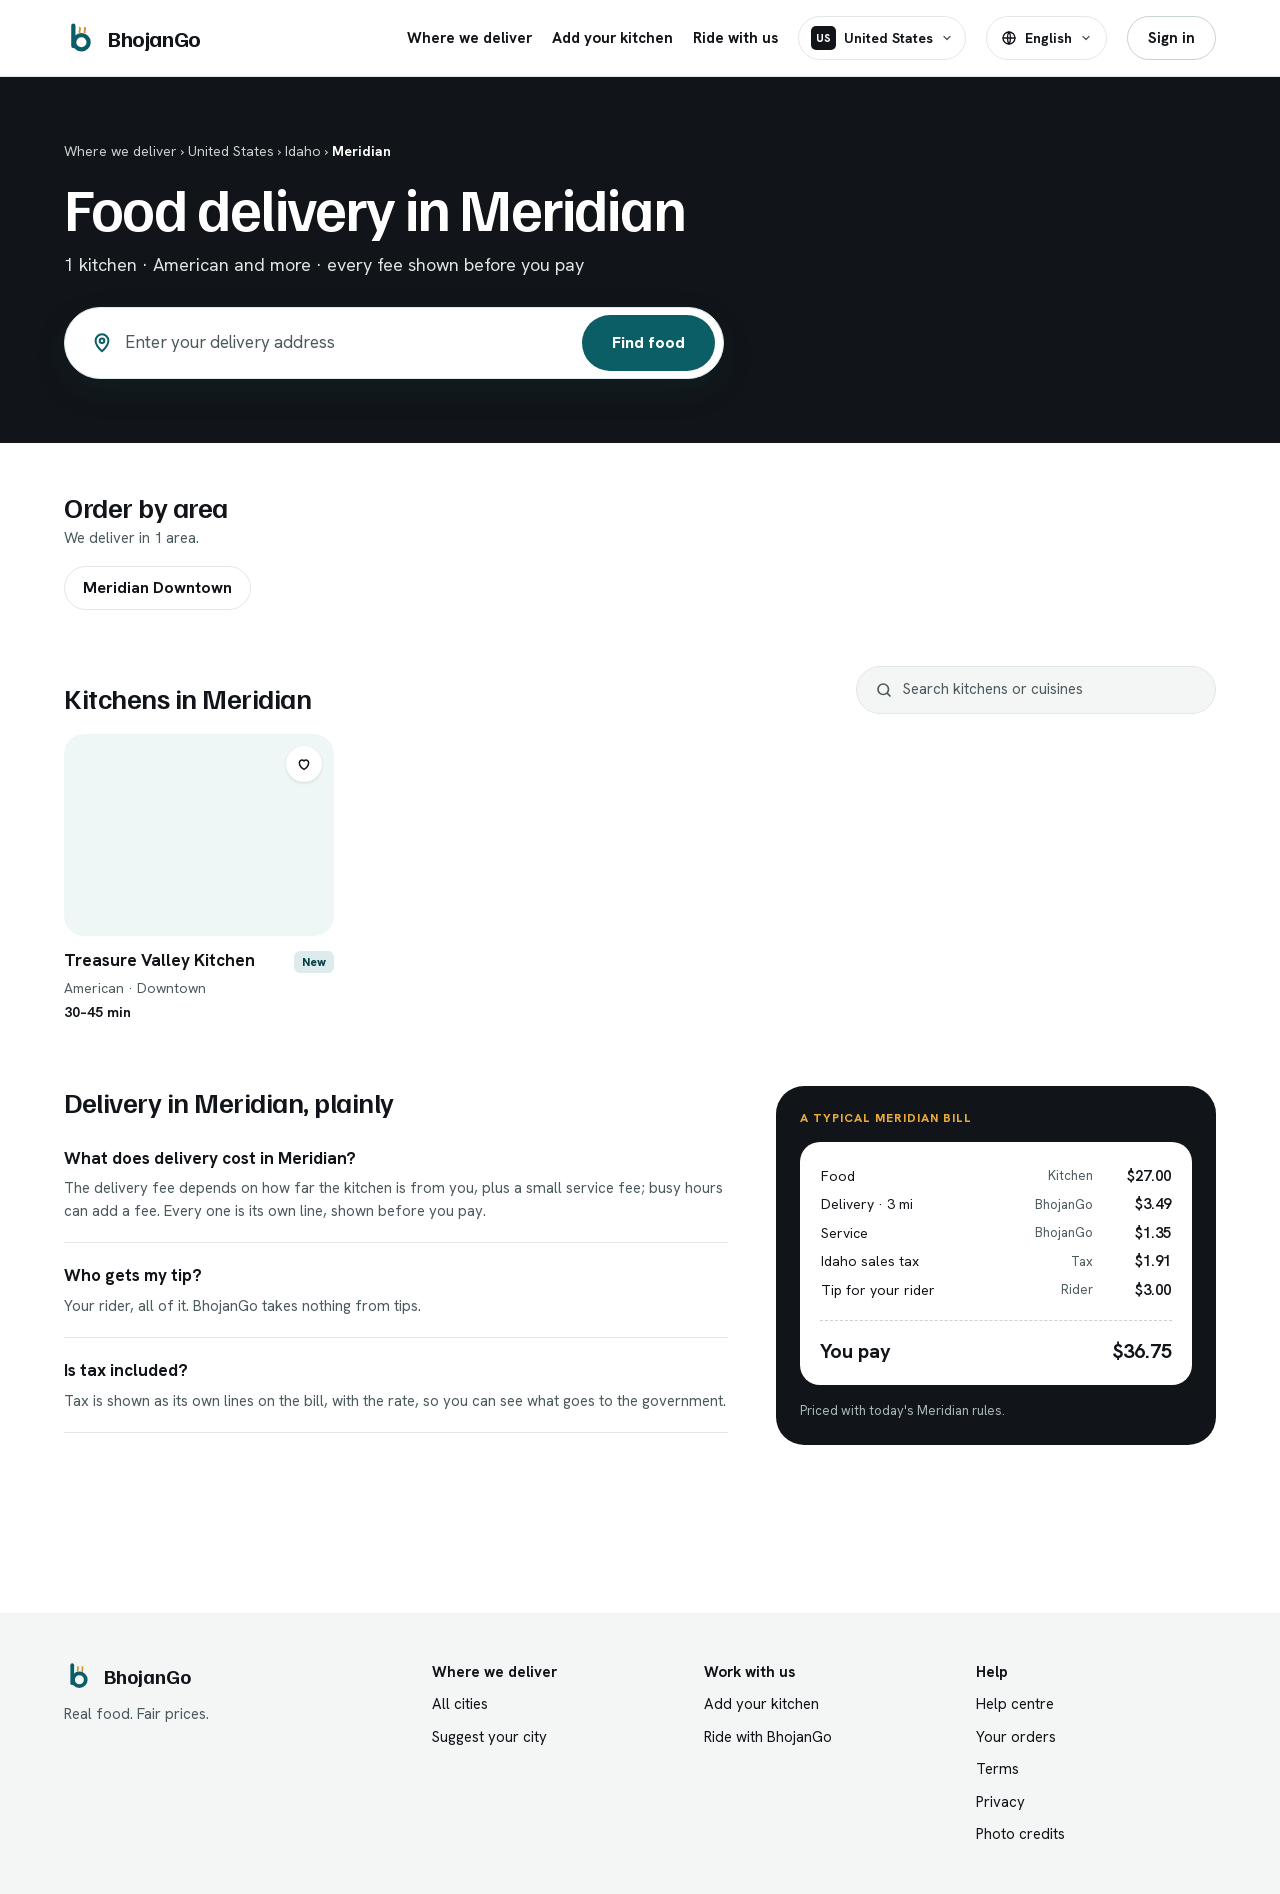 BhojanGo
Where we deliver
Add your kitchen
Ride with us
US United States
English
Sign in
Where we deliver › United States › Idaho › Meridian
Food delivery in Meridian
1 kitchen · American and more · every fee shown before you pay
Enter your delivery address
Find food
Order by area
We deliver in 1 area.
Meridian Downtown
Kitchens in Meridian
Search kitchens or cuisines
Treasure Valley Kitchen
New
American · Downtown
30–45 min
Delivery in Meridian, plainly
What does delivery cost in Meridian?
The delivery fee depends on how far the kitchen is from you, plus a small service fee; busy hours
can add a fee. Every one is its own line, shown before you pay.
Who gets my tip?
Your rider, all of it. BhojanGo takes nothing from tips.
Is tax included?
Tax is shown as its own lines on the bill, with the rate, so you can see what goes to the government.
A TYPICAL MERIDIAN BILL
Food Kitchen $27.00
Delivery · 3 mi BhojanGo $3.49
Service BhojanGo $1.35
Idaho sales tax Tax $1.91
Tip for your rider Rider $3.00
You pay $36.75
Priced with today's Meridian rules.
BhojanGo
Real food. Fair prices.
Where we deliver
All cities
Suggest your city
Work with us
Add your kitchen
Ride with BhojanGo
Help
Help centre
Your orders
Terms
Privacy
Photo credits